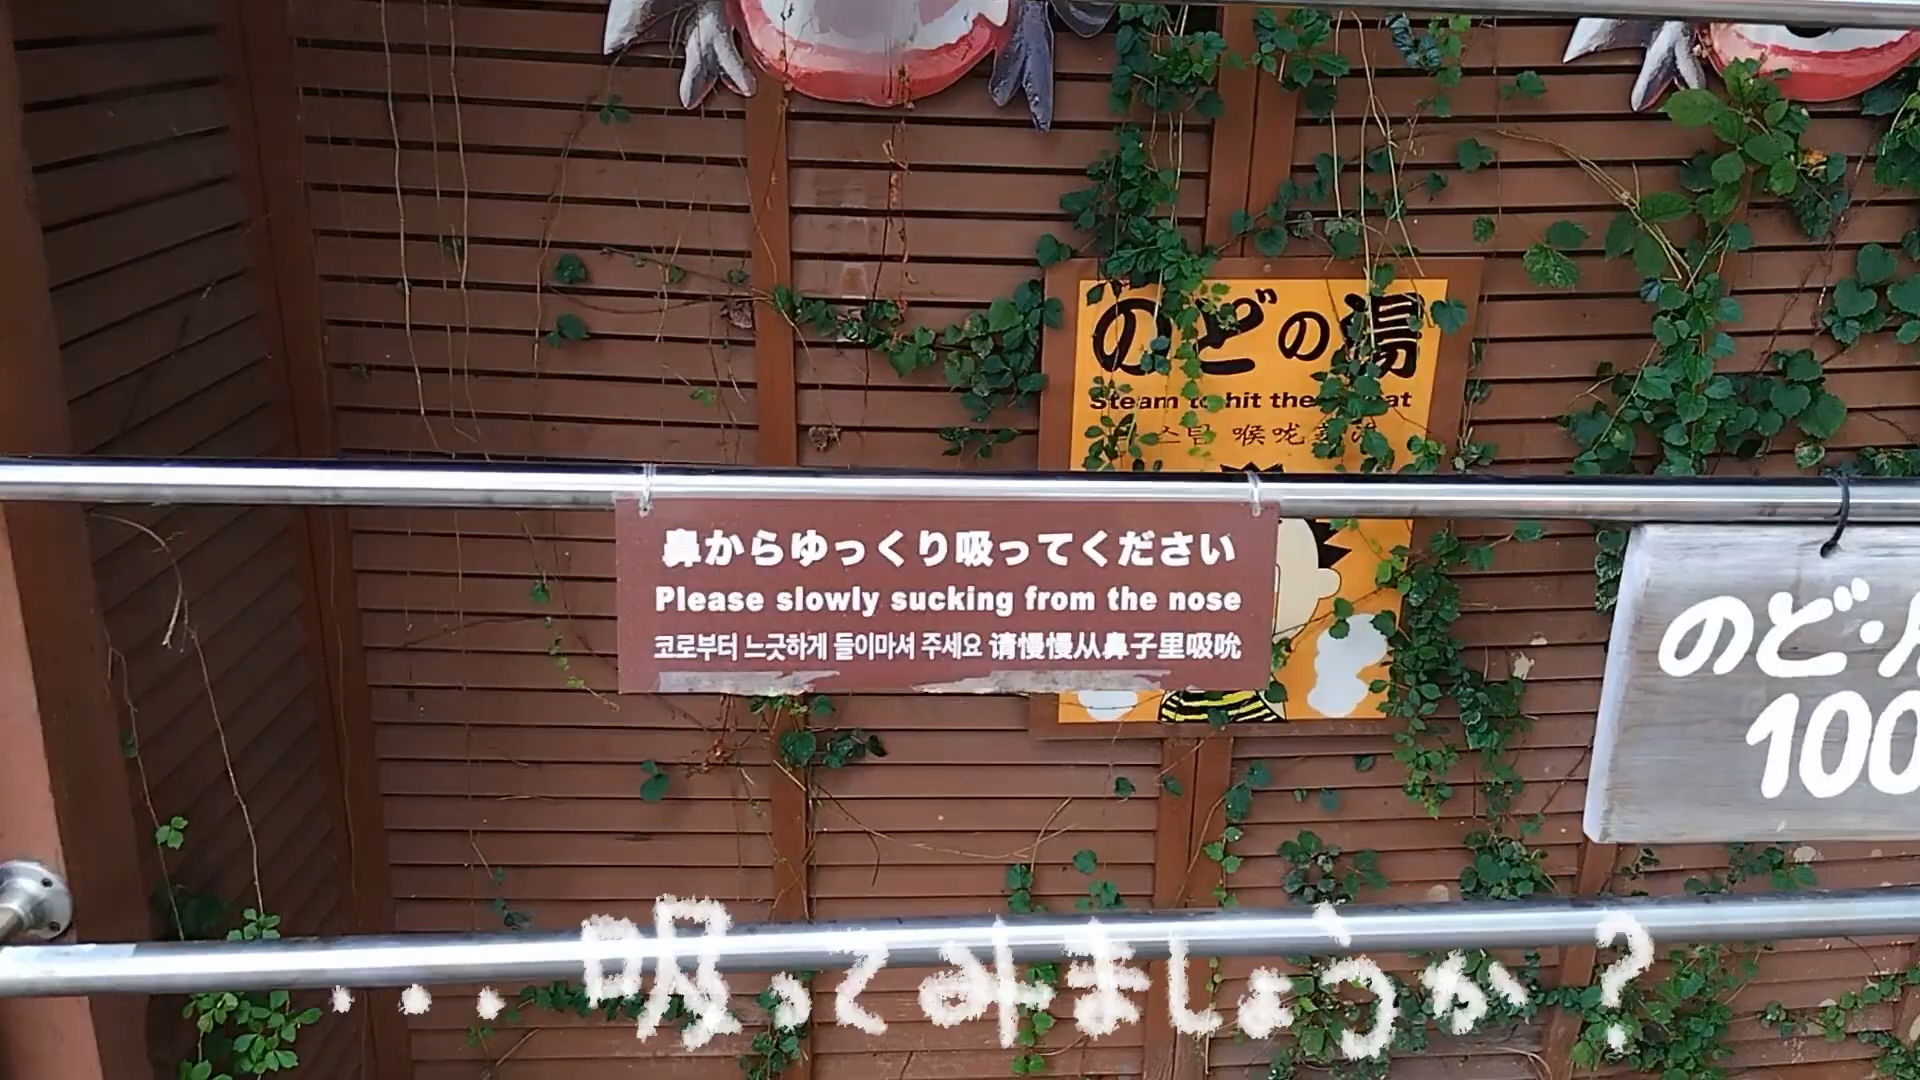 のどの湯
Steam to hit the
스팀 喉咙
鼻からゆっくり吸ってください
Please slowly sucking from the nose
코로부터 느긋하게 들이마셔 주세요 请慢慢从鼻子里吸吮
のど・
100
...吸ってみましょうか?